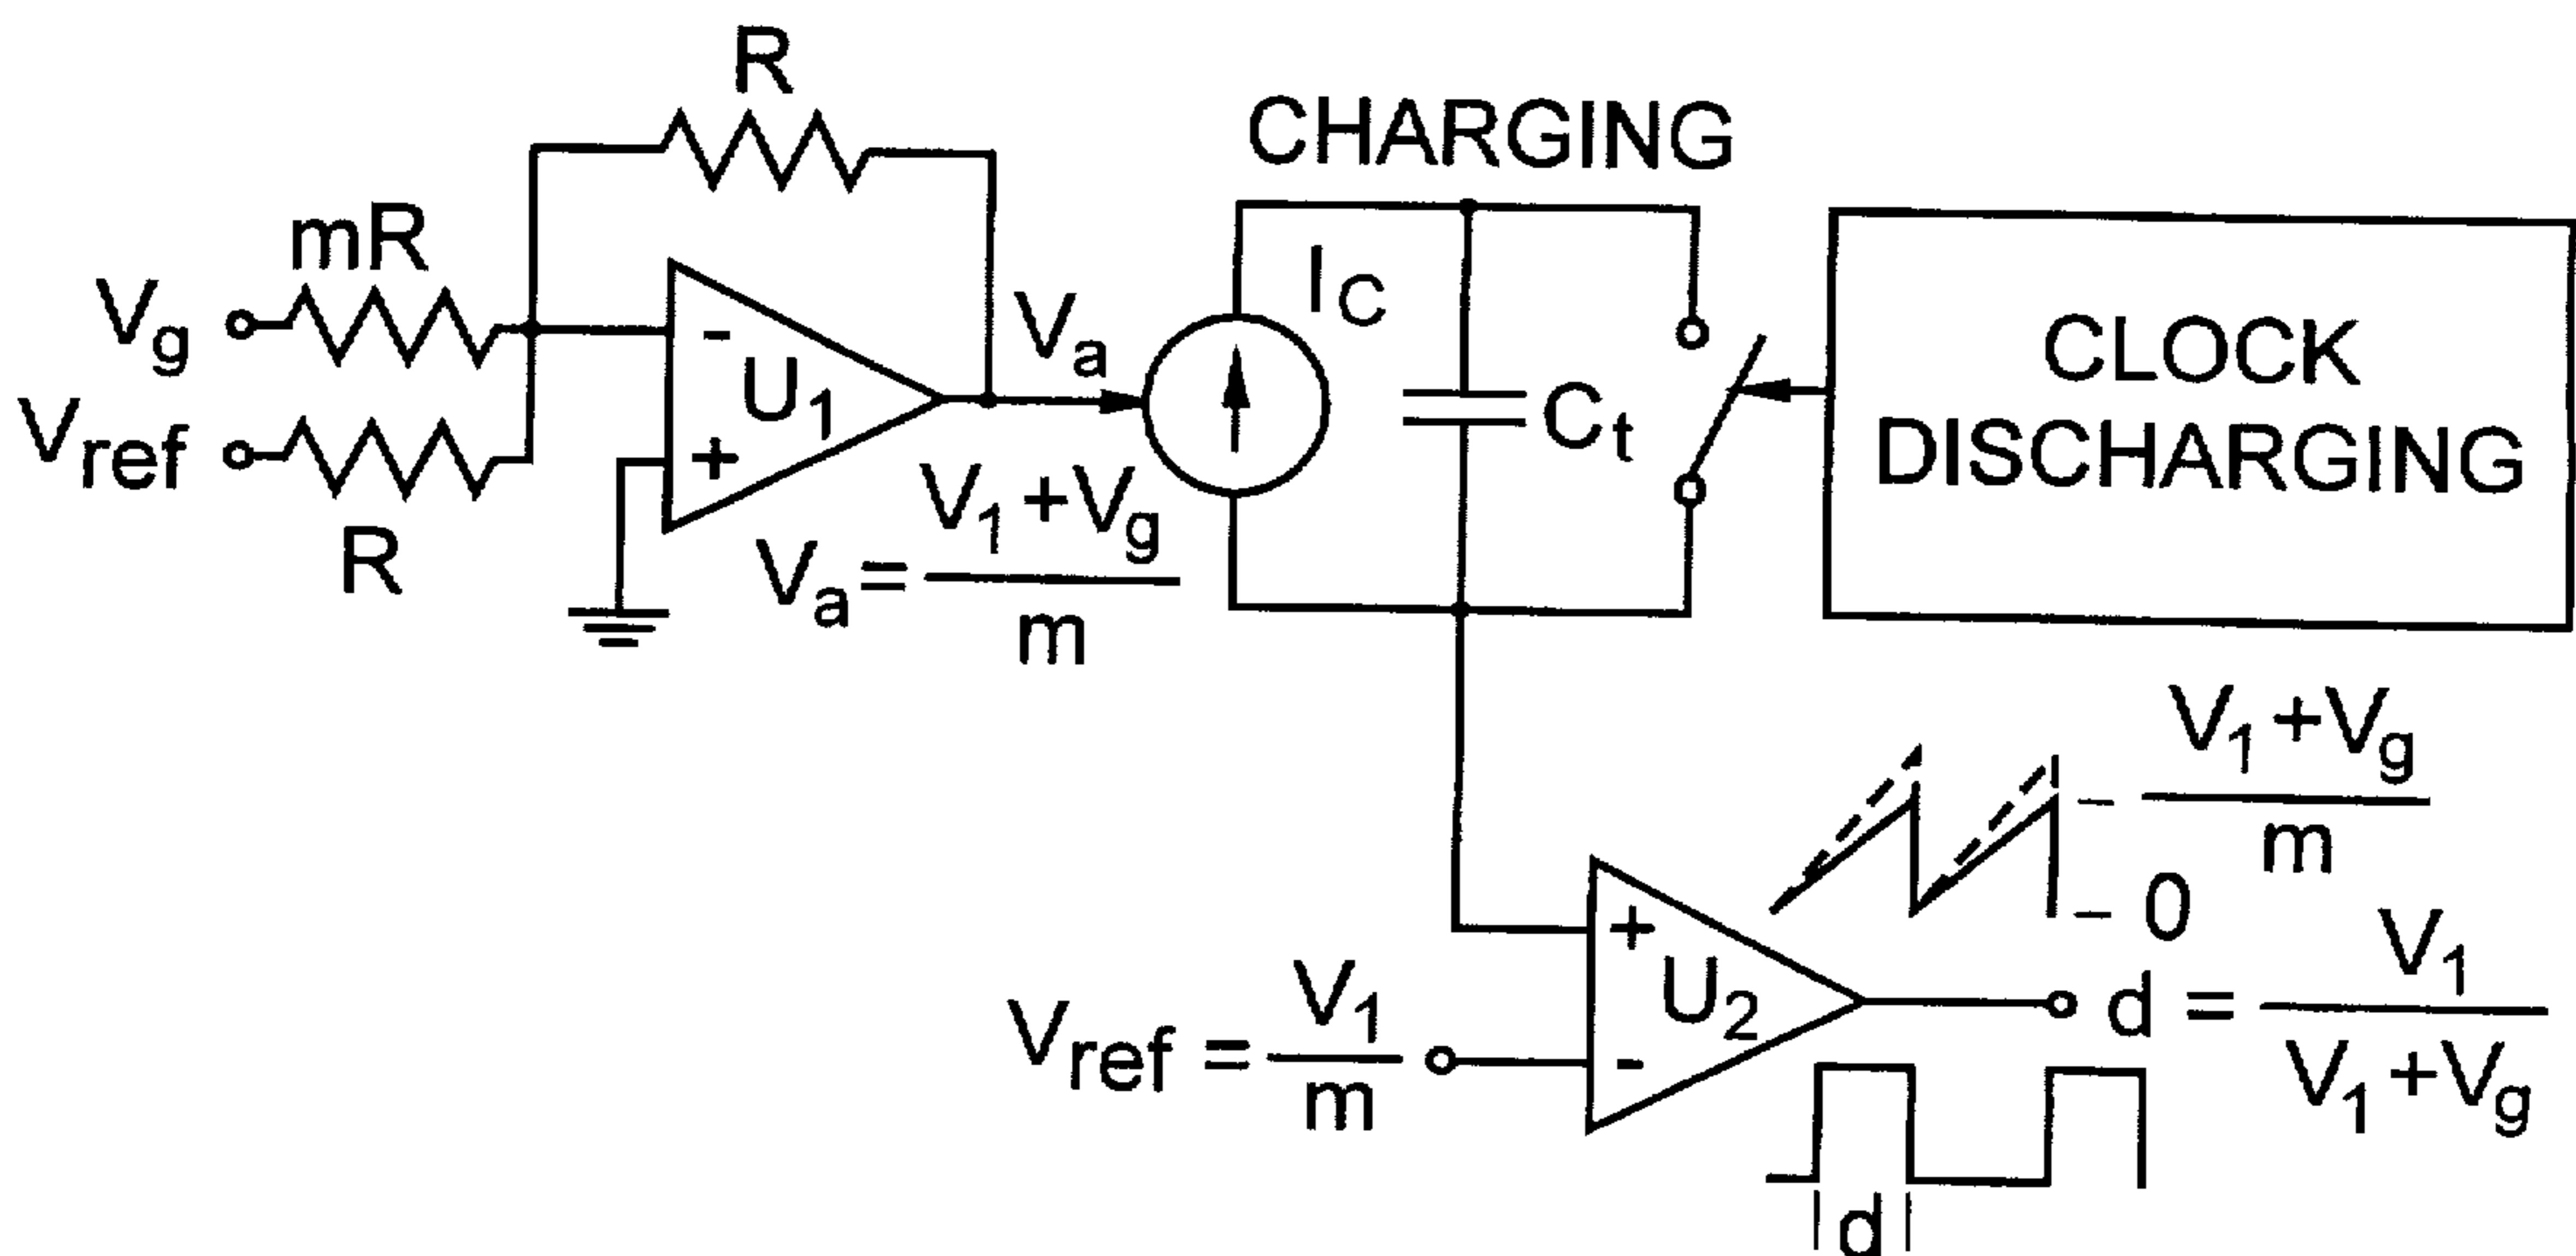 R
CHARGING
mR
V_g
V_ref
R
-
U_1
+
V_a
I_C
C_t
CLOCK
DISCHARGING
V_a = (V_1 + V_g) / m
(V_1 + V_g) / m
0
+
U_2
-
V_ref = V_1 / m
d = V_1 / (V_1 + V_g)
d